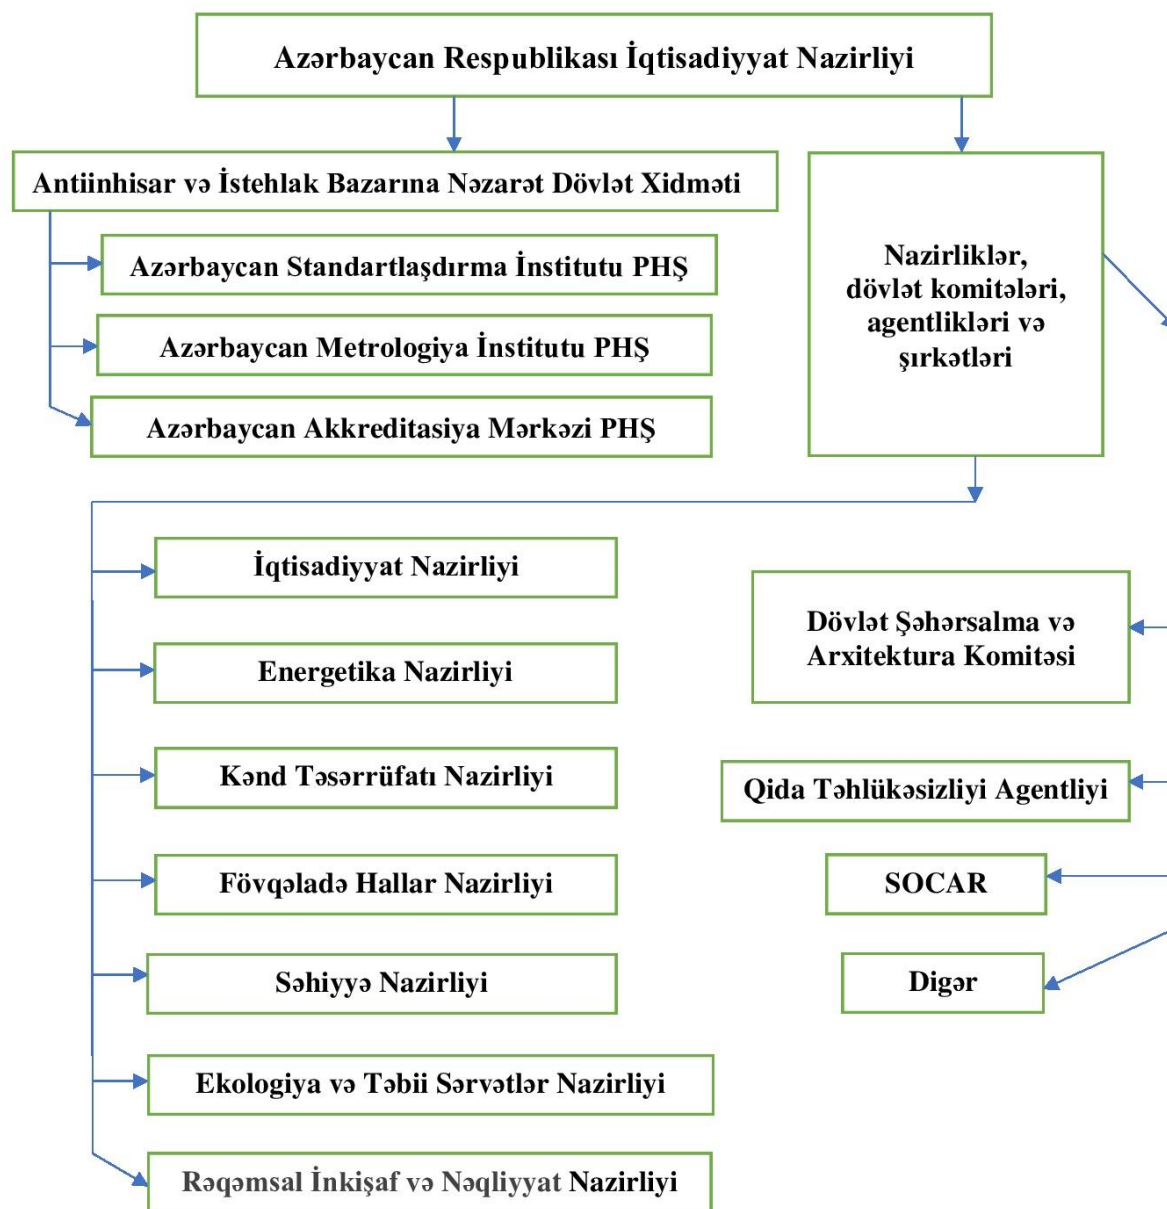 Azərbaycan Respublikası İqtisadiyyat Nazirliyi
Antiinhisar və İstehlak Bazarına Nəzarət Dövlət Xidməti
Azərbaycan Standartlaşdırma İnstitutu PHŞ
Azərbaycan Metrologiya İnstitutu PHŞ
Azərbaycan Akkreditasiya Mərkəzi PHŞ
Nazirliklər,
dövlət komitələri,
agentlikləri və
şırkətləri
İqtisadiyyat Nazirliyi
Energetika Nazirliyi
Kənd Təsərrüfatı Nazirliyi
Fövqəladə Hallar Nazirliyi
Səhiyyə Nazirliyi
Ekologiya və Təbii Sərvətlər Nazirliyi
Rəqəmsal İnkişaf və Nəqliyyat Nazirliyi
Dövlət Şəhərsalma və
Arxitektura Komitəsi
Qida Təhlükəsizliyi Agentliyi
SOCAR
Digər